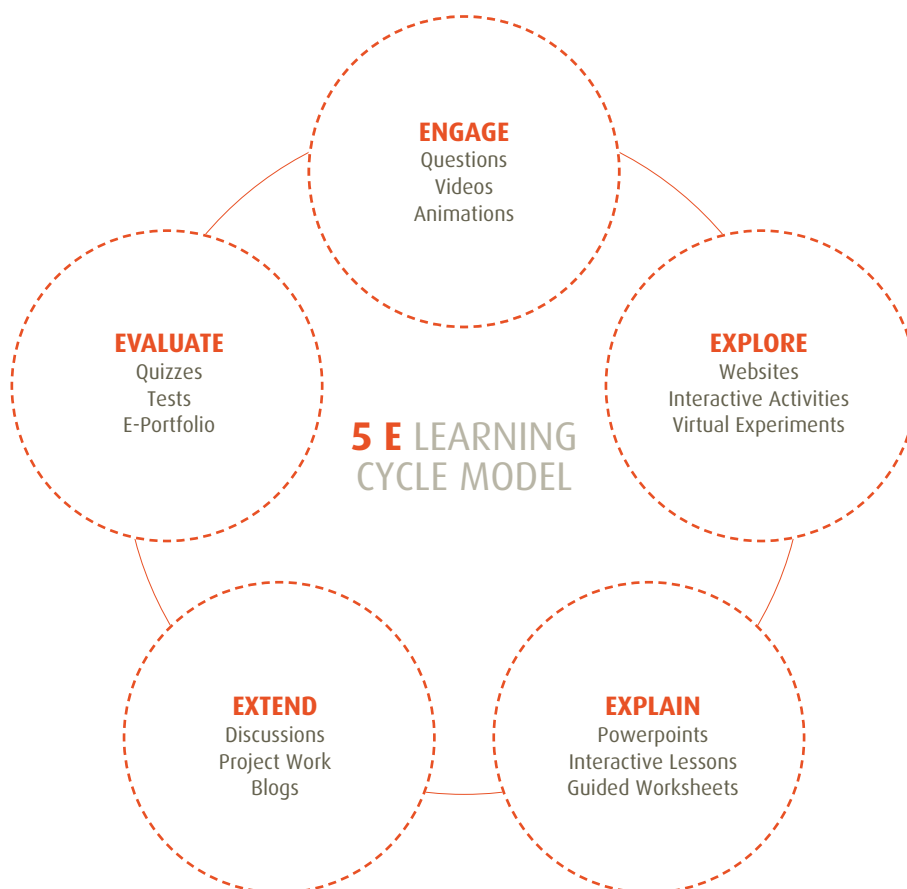 ENGAGE
Questions
Videos
Animations
EXPLORE
Websites
Interactive Activities
Virtual Experiments
EXPLAIN
Powerpoints
Interactive Lessons
Guided Worksheets
EXTEND
Discussions
Project Work
Blogs
EVALUATE
Quizzes
Tests
E-Portfolio
5 E LEARNING
CYCLE MODEL